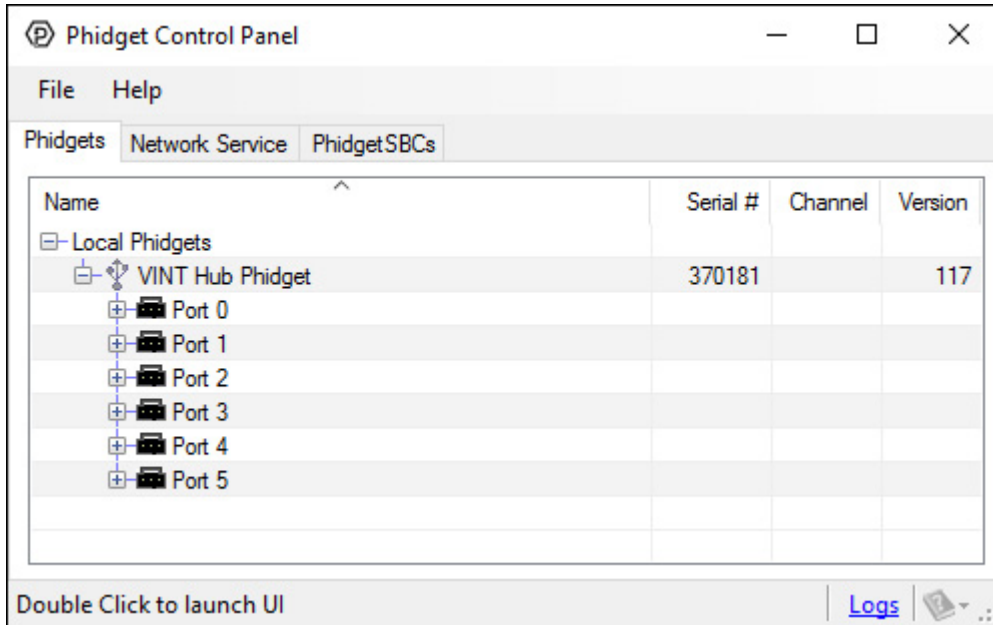 Phidget Control Panel
File Help
Phidgets Network Service PhidgetSBCs
Name Serial # Channel Version
Local Phidgets
VINT Hub Phidget 370181 117
Port 0
Port 1
Port 2
Port 3
Port 4
Port 5
Double Click to launch UI Logs